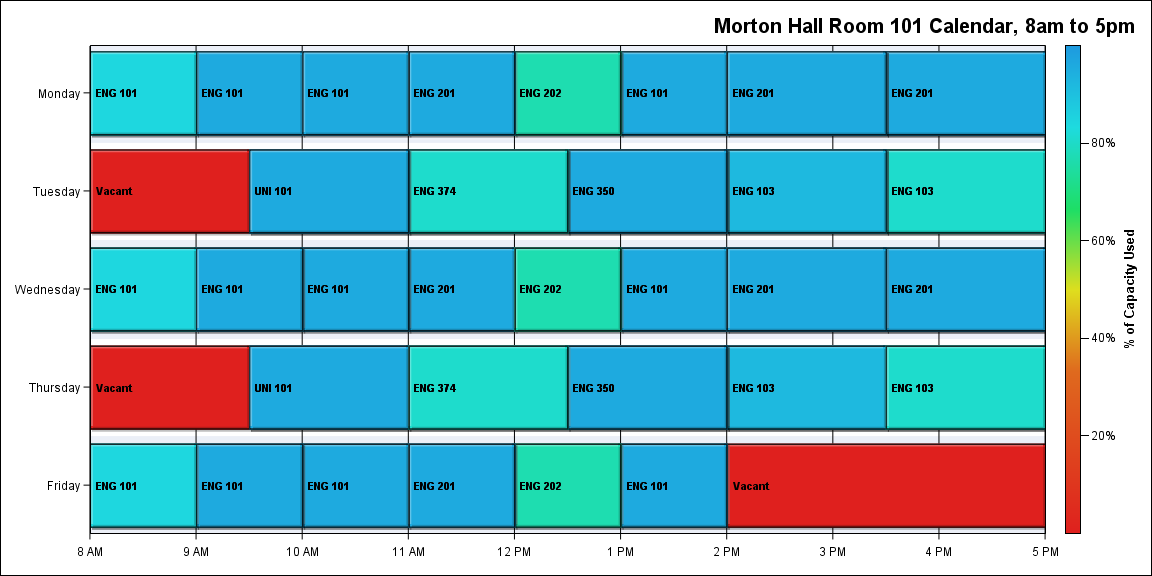 Morton Hall Room 101 Calendar, 8am to 5pm
Monday
ENG 101
ENG 101
ENG 101
ENG 201
ENG 202
ENG 101
ENG 201
ENG 201
Tuesday
Vacant
UNI 101
ENG 374
ENG 350
ENG 103
ENG 103
Wednesday
ENG 101
ENG 101
ENG 101
ENG 201
ENG 202
ENG 101
ENG 201
ENG 201
Thursday
Vacant
UNI 101
ENG 374
ENG 350
ENG 103
ENG 103
Friday
ENG 101
ENG 101
ENG 101
ENG 201
ENG 202
ENG 101
Vacant
8 AM
9 AM
10 AM
11 AM
12 PM
1 PM
2 PM
3 PM
4 PM
5 PM
80%
60%
40%
20%
% of Capacity Used